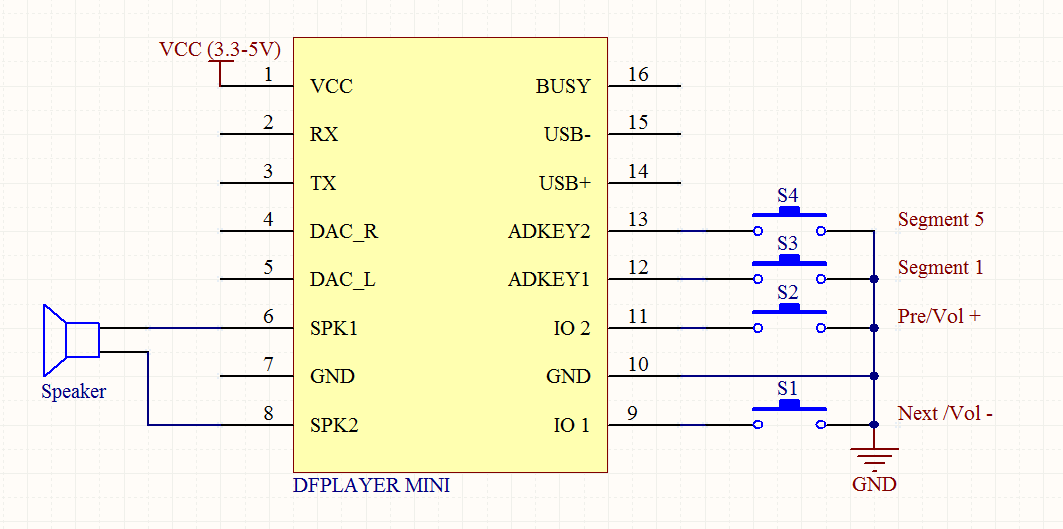 VCC (3.3-5V)
1 VCC BUSY 16
2 RX USB- 15
3 TX USB+ 14
S4
4 DAC_R ADKEY2 13 Segment 5
S3
5 DAC_L ADKEY1 12 Segment 1
S2
6 SPK1 IO 2 11 Pre/Vol +
7 GND GND 10
Speaker
S1
8 SPK2 IO 1 9 Next /Vol -
DFPLAYER MINI
GND